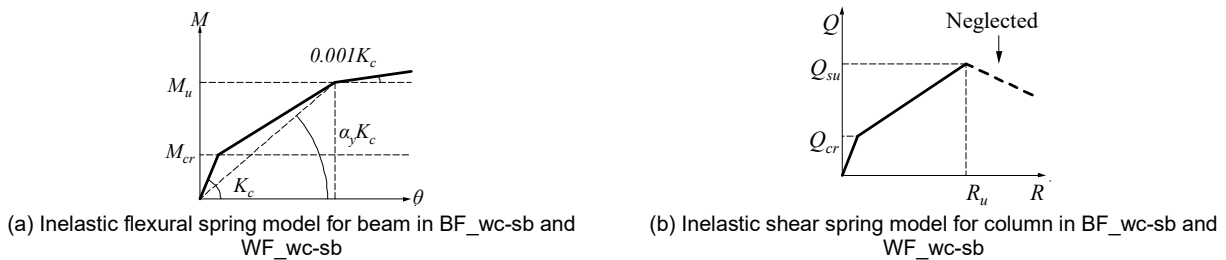 M
0.001K_c
M_u
α_yK_c
M_cr
K_c
θ
(a) Inelastic flexural spring model for beam in BF_wc-sb and
WF_wc-sb
Q
Neglected
Q_su
Q_cr
R_u
R
(b) Inelastic shear spring model for column in BF_wc-sb and
WF_wc-sb